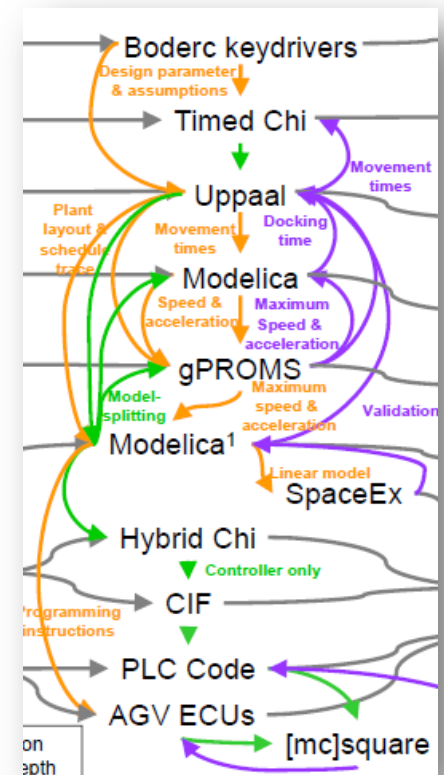 Boderc keydrivers
Design parameter
& assumptions
Timed Chi
Movement
times
Uppaal
Plant
layout &
schedule
trace
Movement
times
Docking
time
Modelica
Speed &
acceleration
Maximum
Speed &
acceleration
gPROMS
Model-
splitting
Maximum
speed &
acceleration
Validation
Modelica¹
Linear model
SpaceEx
Hybrid Chi
Controller only
CIF
Programming
instructions
PLC Code
AGV ECUs
[mc]square
on
epth